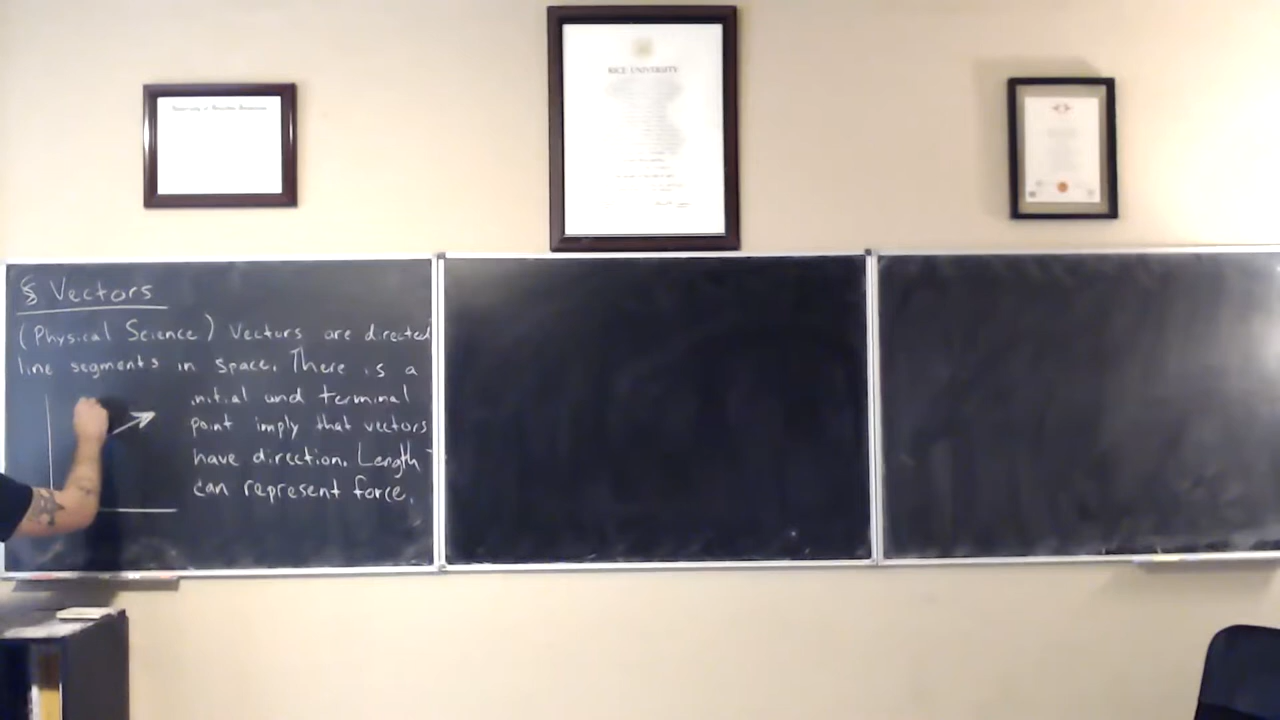 § Vectors
(Physical Science) Vectors are directed
line segments in space. There is a
initial and terminal
point imply that vectors
have direction. Length
can represent force.
RICE UNIVERSITY